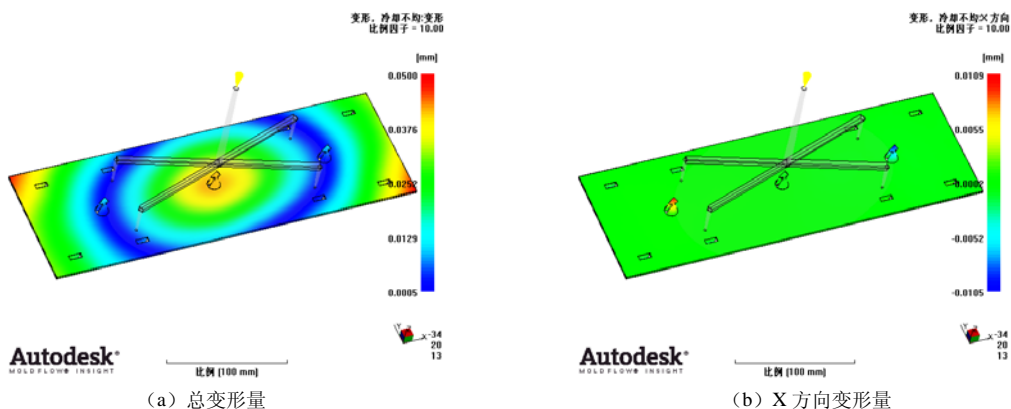 变形，冷却不均:变形
比例因子 = 10.00
[mm]
0.0500
0.0376
0.0252
0.0129
0.0005
Y
X
-34
20
13
Autodesk®
MOLDFLOW® INSIGHT
比例 [100 mm]
（a）总变形量
变形，冷却不均:X 方向
比例因子 = 10.00
[mm]
0.0109
0.0055
0.0002
-0.0052
-0.0105
Y
X
-34
20
13
Autodesk®
MOLDFLOW® INSIGHT
比例 [100 mm]
（b）X 方向变形量